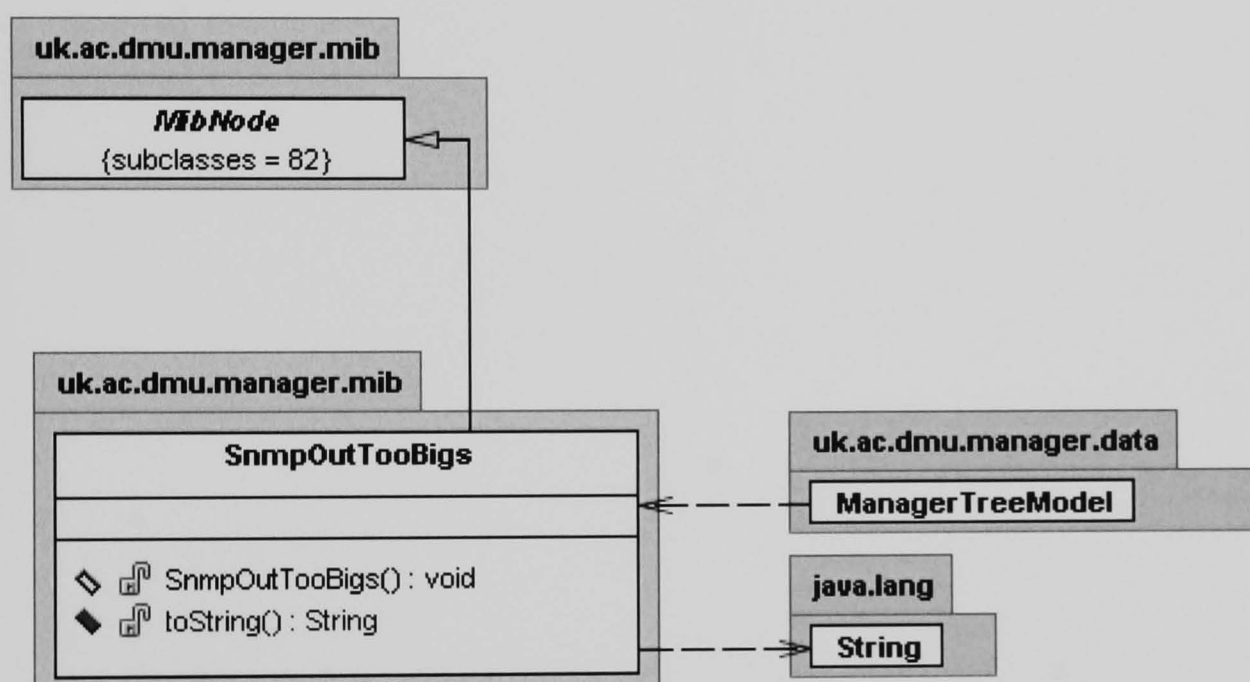 uk.ac.dmu.manager.mib
MibNode
{subclasses = 82}
uk.ac.dmu.manager.mib
SnmpOutTooBigs
uk.ac.dmu.manager.data
ManagerTreeModel
SnmpOutTooBigs() : void
toString() : String
java.lang
String